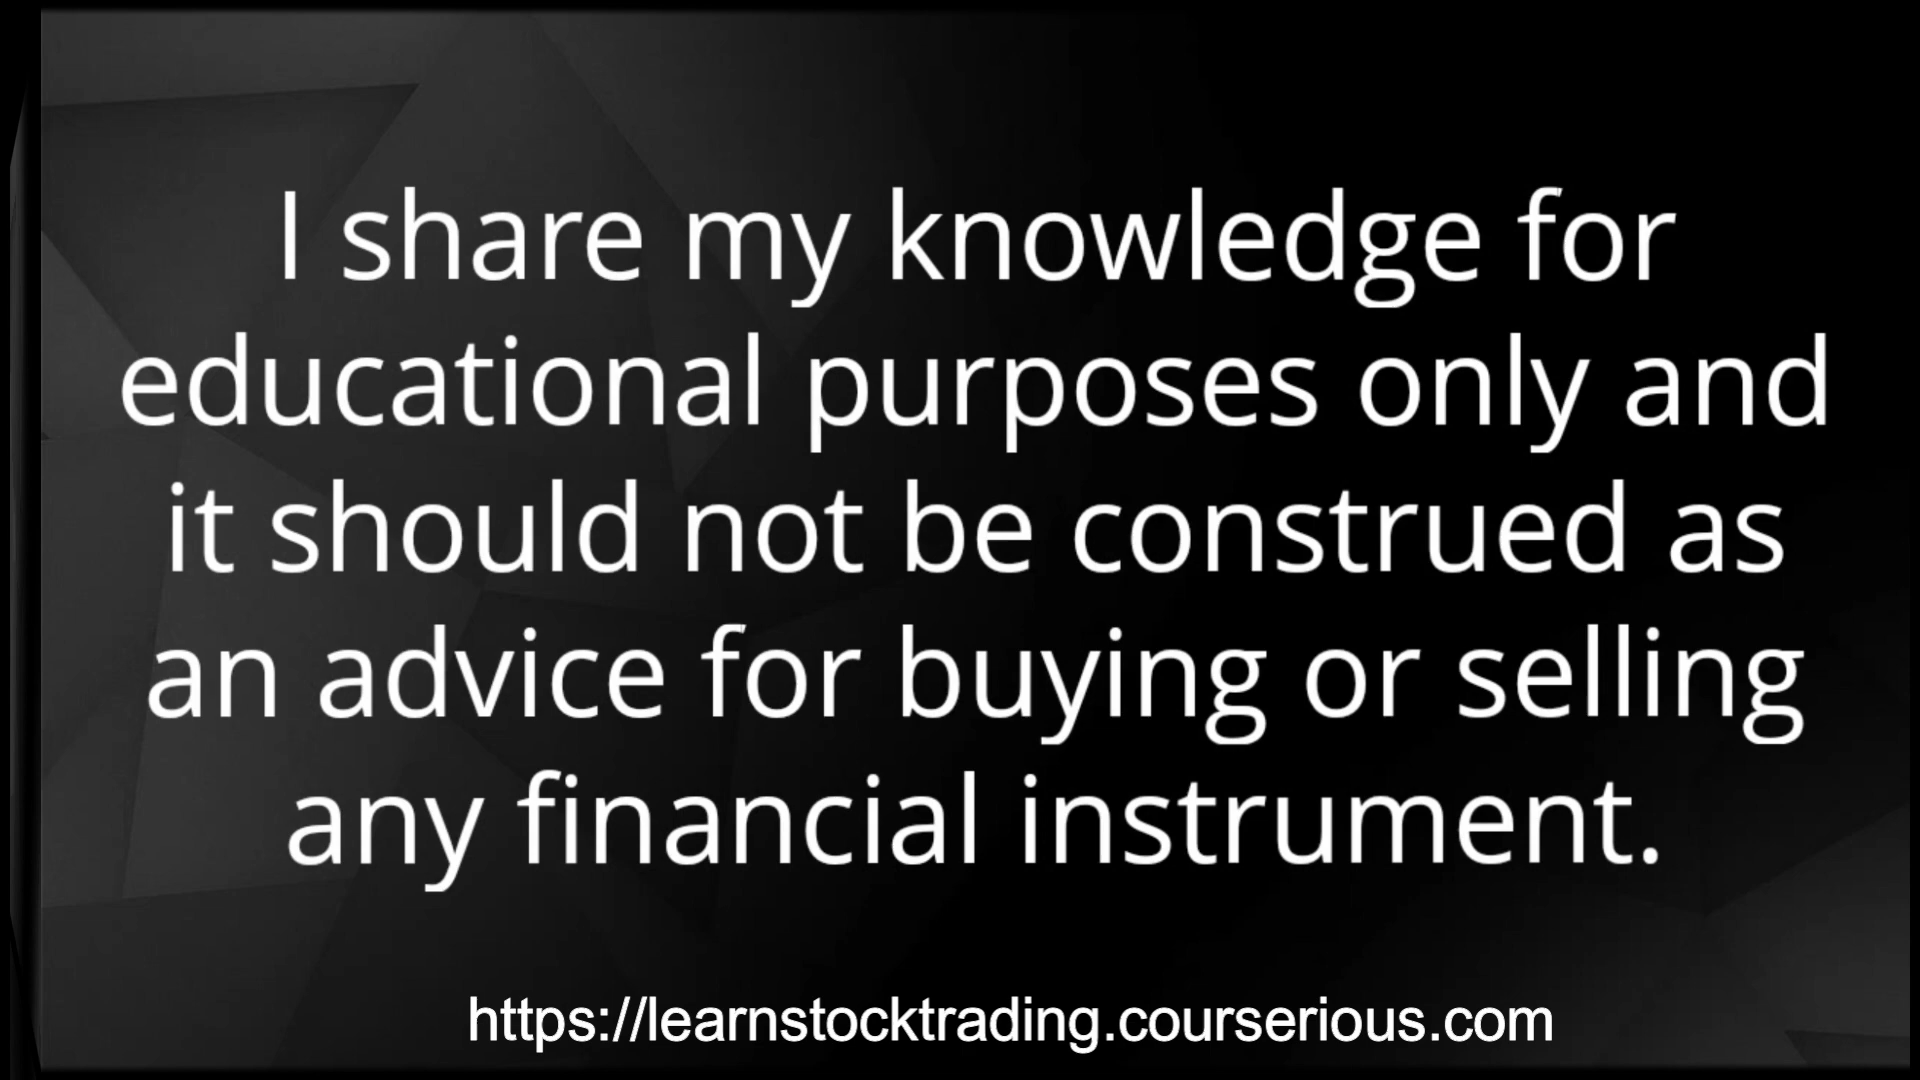 I share my knowledge for
educational purposes only and
it should not be construed as
an advice for buying or selling
any financial instrument.
https://learnstocktrading.courserious.com